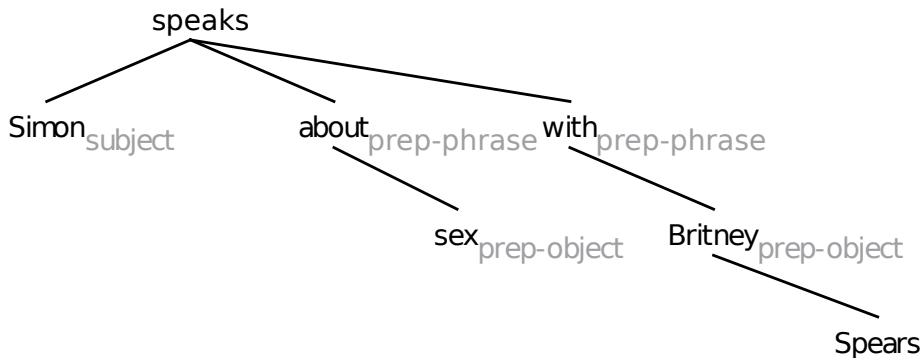 speaks
Simon subject about prep-phrase with prep-phrase
sex prep-object Britney prep-object
Spears